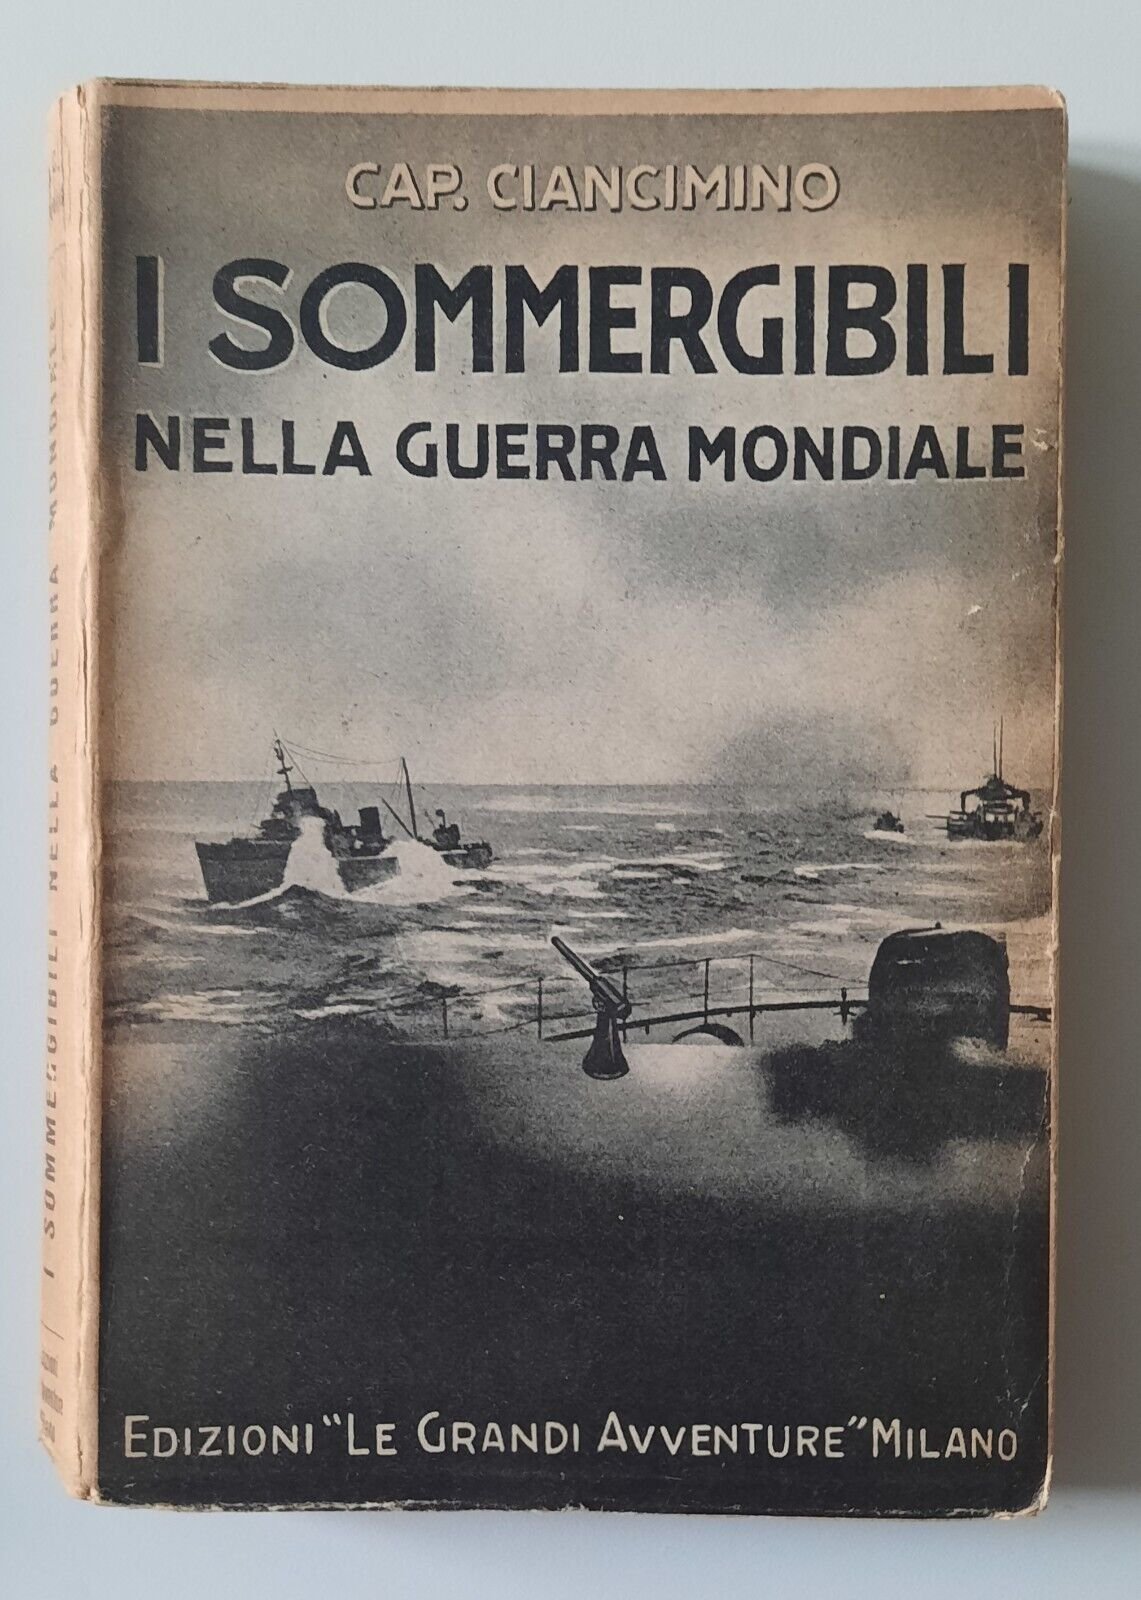 CAP. CIANCIMINO
I SOMMERGIBILI
NELLA GUERRA MONDIALE
EDIZIONI "LE GRANDI AVVENTURE" MILANO
I SOMMERGIBILI NELLA GUERRA MONDIALE